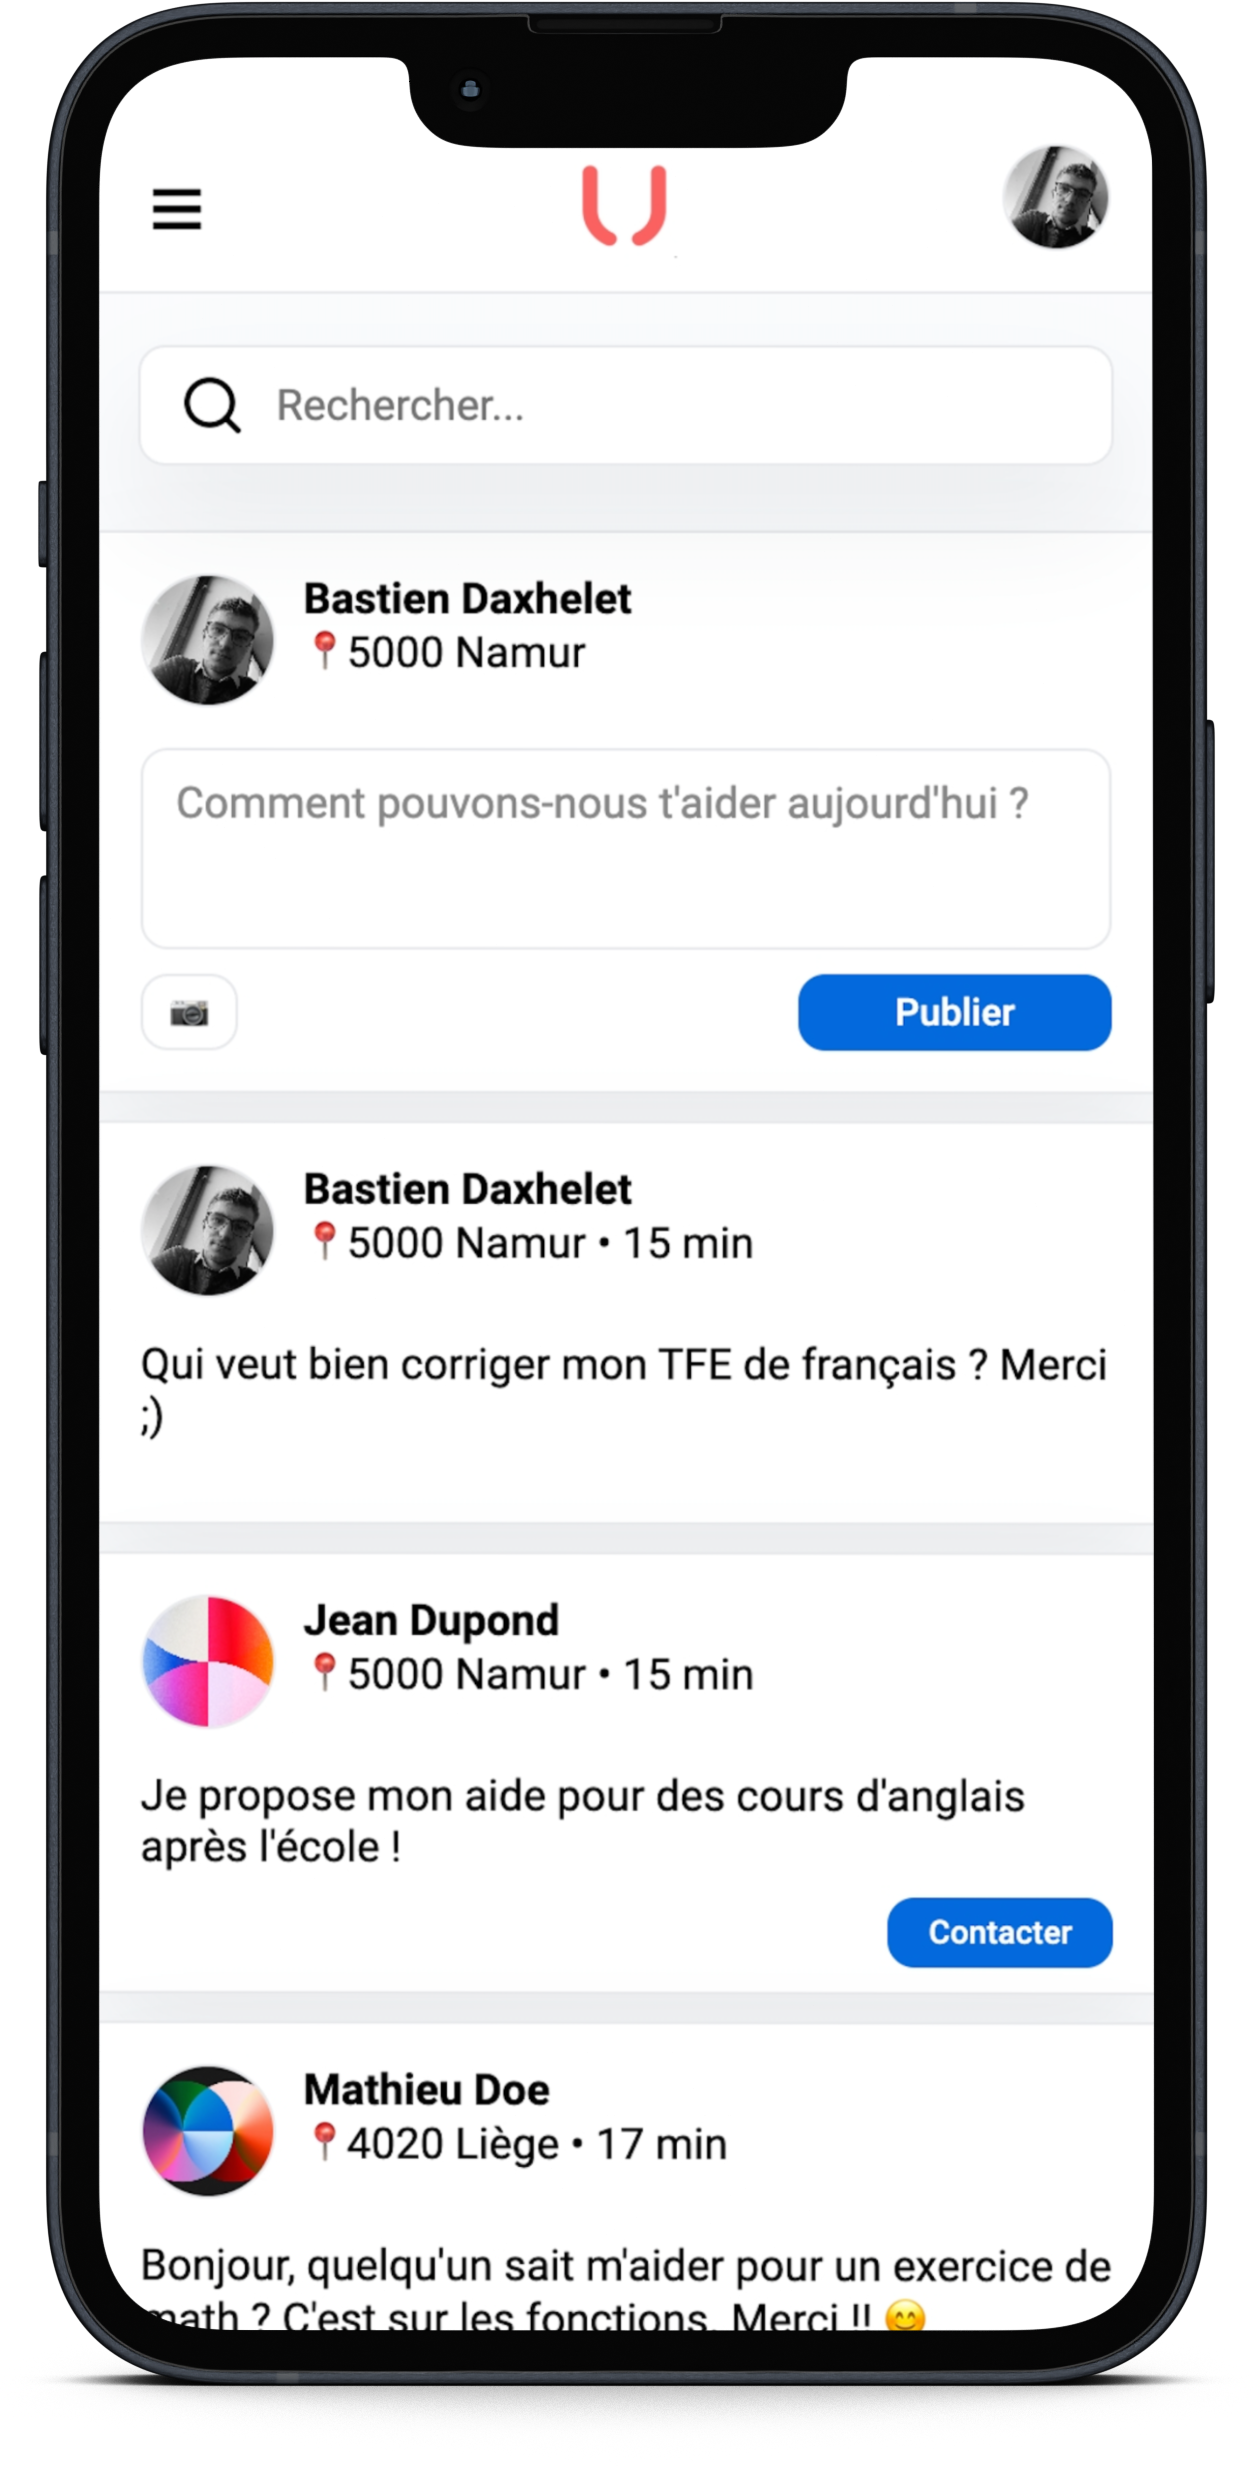 Rechercher...
Bastien Daxhelet
📍5000 Namur
Comment pouvons-nous t'aider aujourd'hui ?
Publier
Bastien Daxhelet
📍5000 Namur • 15 min
Qui veut bien corriger mon TFE de français ? Merci
;)
Jean Dupond
📍5000 Namur • 15 min
Je propose mon aide pour des cours d'anglais
après l'école !
Contacter
Mathieu Doe
📍4020 Liège • 17 min
Bonjour, quelqu'un sait m'aider pour un exercice de
math ? C'est sur les fonctions. Merci !! 😊